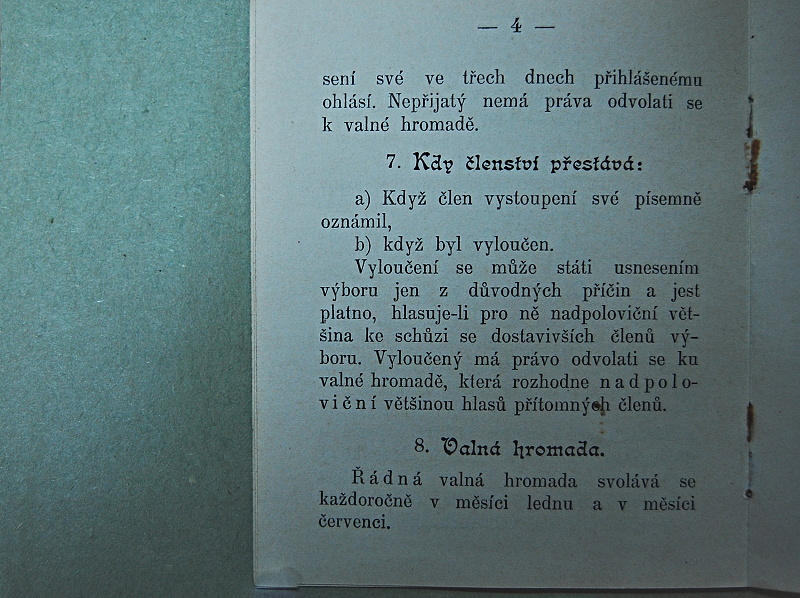 — 4 —
sení své ve třech dnech přihlášenému
ohlásí. Nepřijatý nemá práva odvolati se
k valné hromadě.
7. Kdy členství přestává:
a) Když člen vystoupení své písemně
oznámil,
b) když byl vyloučen.
Vyloučení se může státi usnesením
výboru jen z důvodných příčin a jest
platno, hlasuje-li pro ně nadpoloviční vět-
šina ke schůzi se dostavivších členů vý-
boru. Vyloučený má právo odvolati se ku
valné hromadě, která rozhodne nadpolo-
viční většinou hlasů přítomných členů.
8. Valná hromada.
Řádná valná hromada svolává se
každoročně v měsíci lednu a v měsíci
červenci.